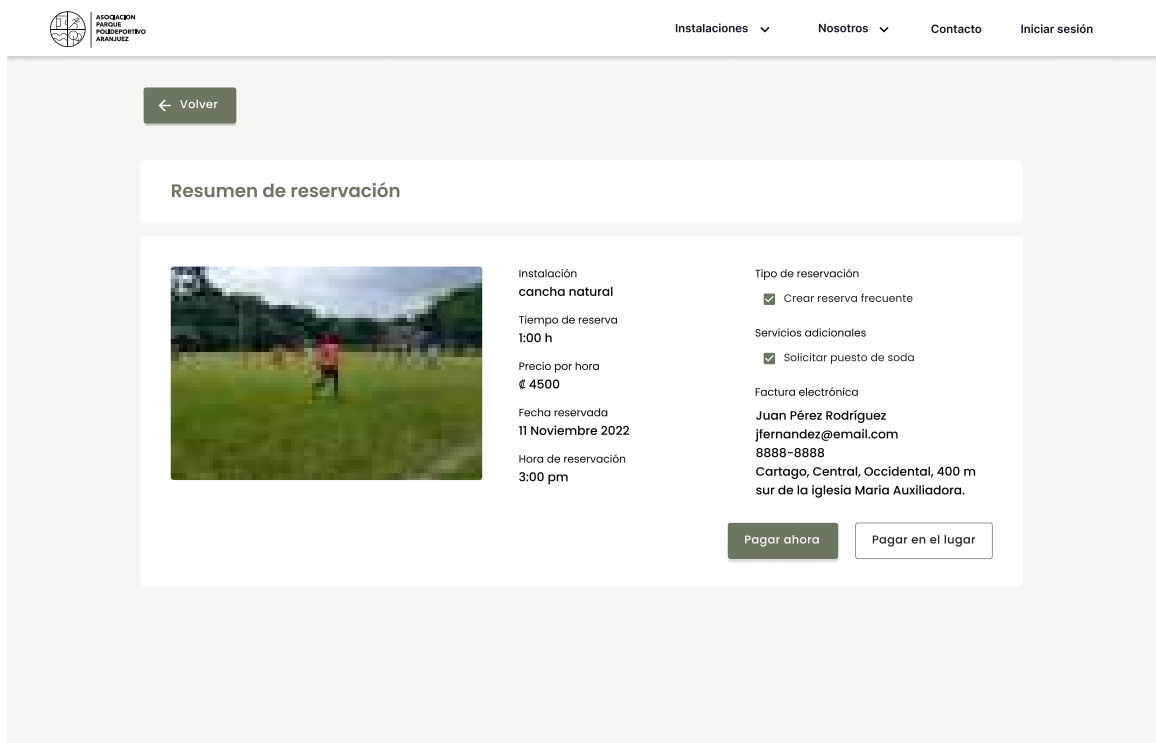 ASOCIACION
PARQUE
POLIDEPORTIVO
ARANJUEZ
Instalaciones
Nosotros
Contacto
Iniciar sesión
Volver
Resumen de reservación
Instalación
cancha natural
Tiempo de reserva
1:00 h
Precio por hora
₡ 4500
Fecha reservada
11 Noviembre 2022
Hora de reservación
3:00 pm
Tipo de reservación
Crear reserva frecuente
Servicios adicionales
Solicitar puesto de soda
Factura electrónica
Juan Pérez Rodríguez
jfernandez@email.com
8888-8888
Cartago, Central, Occidental, 400 m
sur de la iglesia Maria Auxiliadora.
Pagar ahora
Pagar en el lugar